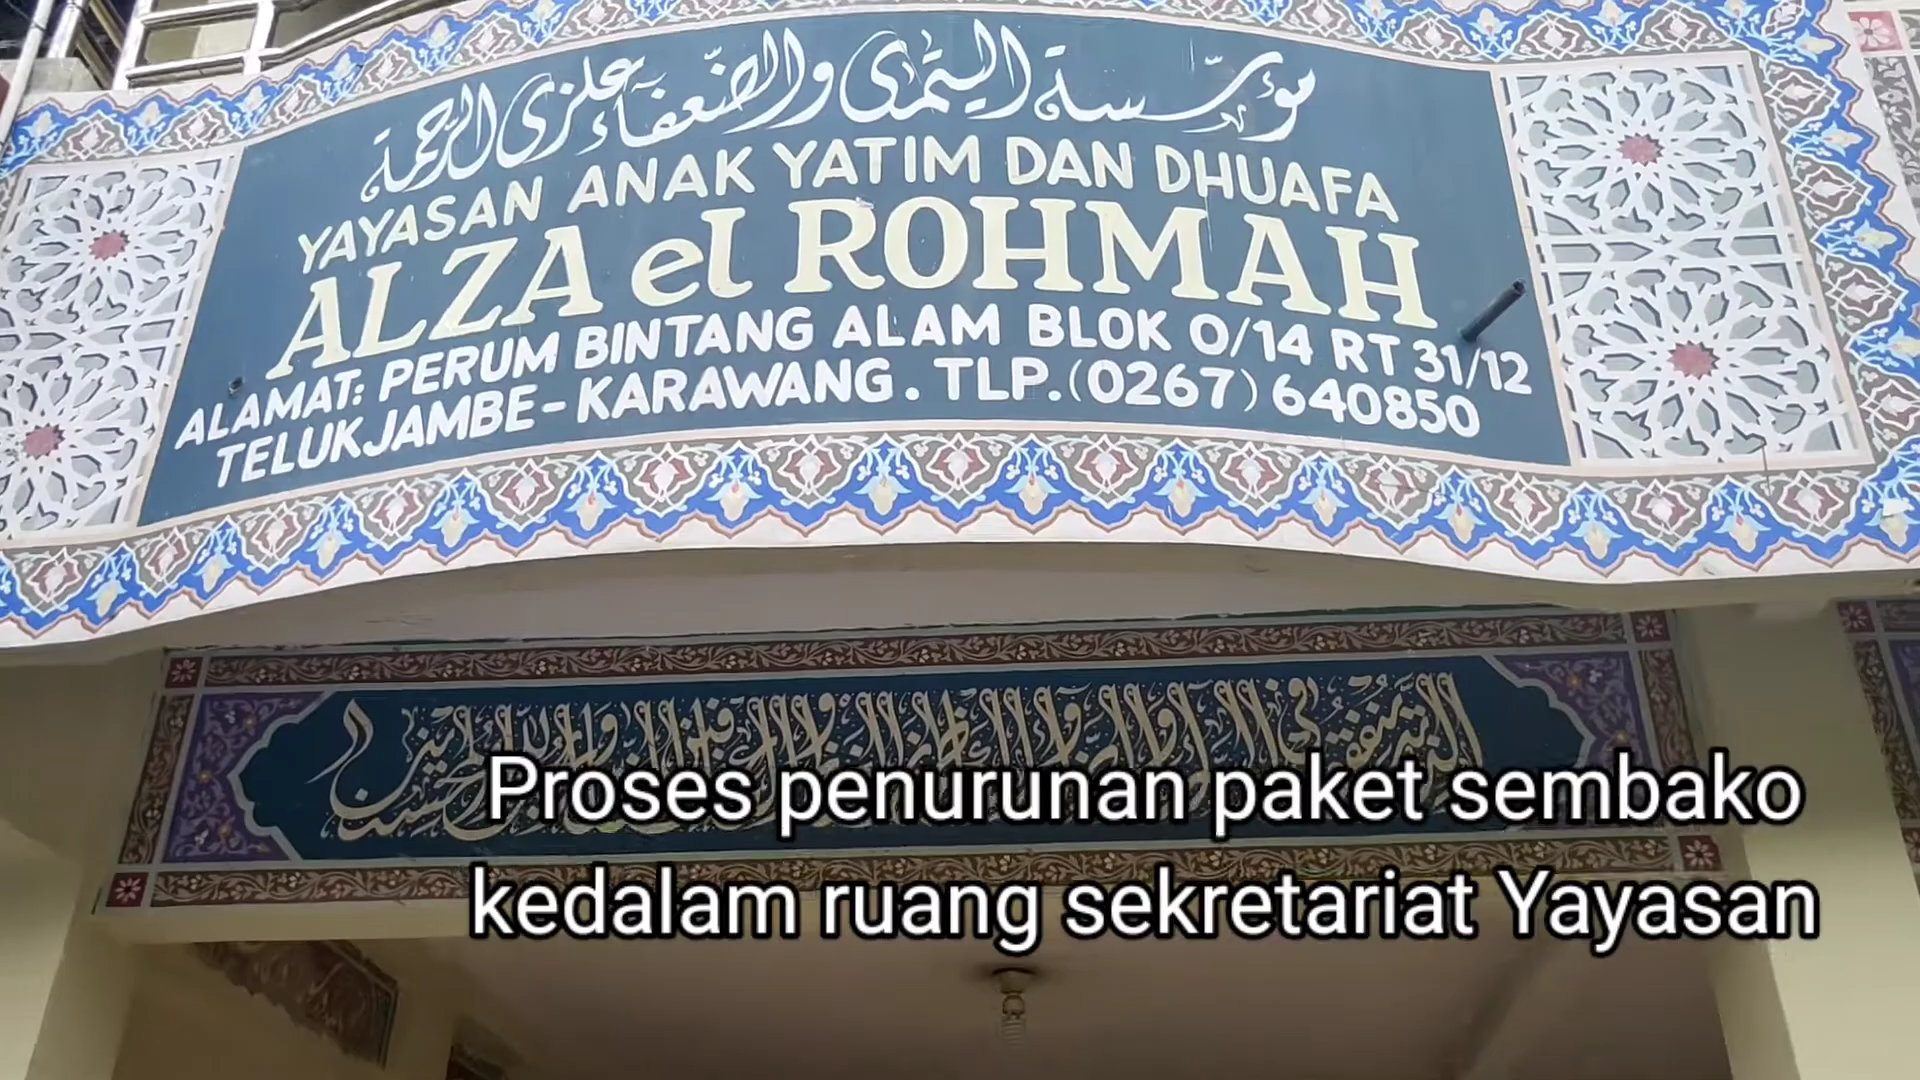 مؤسسة اليتمى والضعفاء علزى الرحمة
YAYASAN ANAK YATIM DAN DHUAFA
ALZA el ROHMAH
ALAMAT: PERUM BINTANG ALAM BLOK O/14 RT 31/12
TELUKJAMBE - KARAWANG. TLP. (0267) 640850
Proses penurunan paket sembako
kedalam ruang sekretariat Yayasan